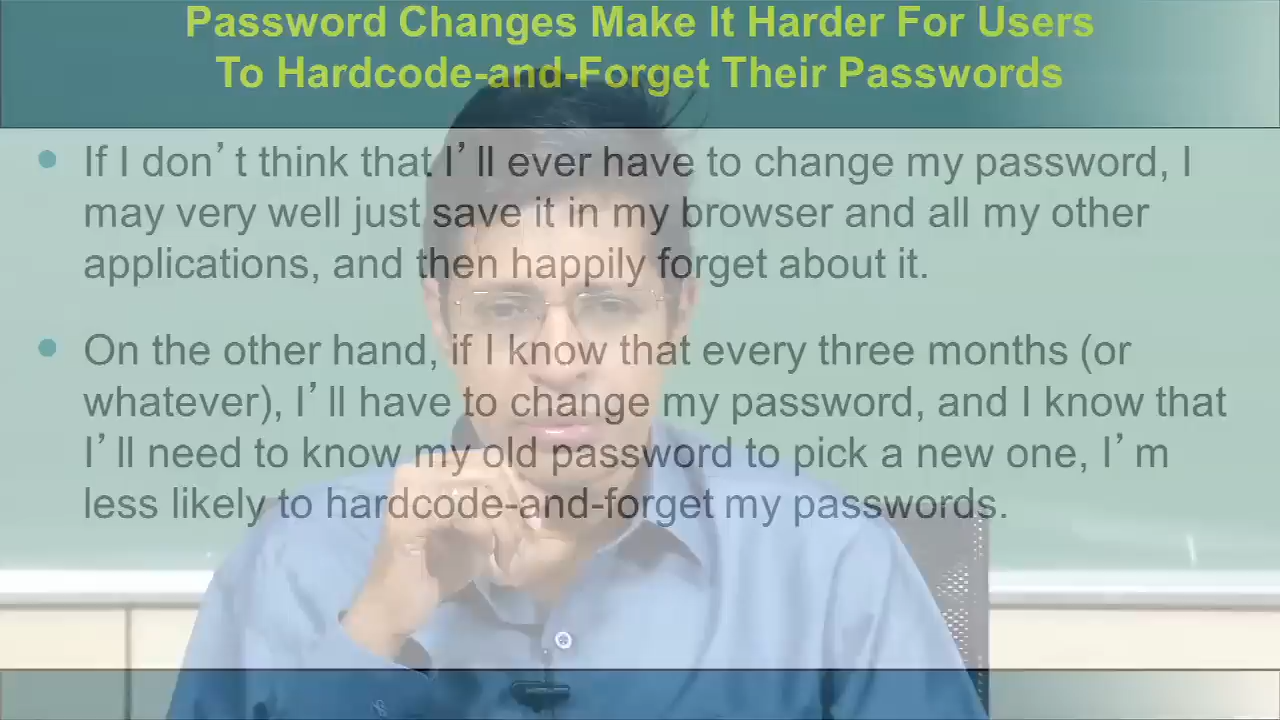 Password Changes Make It Harder For Users
To Hardcode-and-Forget Their Passwords
If I don’t think that I’ll ever have to change my password, I
may very well just save it in my browser and all my other
applications, and then happily forget about it.
On the other hand, if I know that every three months (or
whatever), I’ll have to change my password, and I know that
I’ll need to know my old password to pick a new one, I’m
less likely to hardcode-and-forget my passwords.